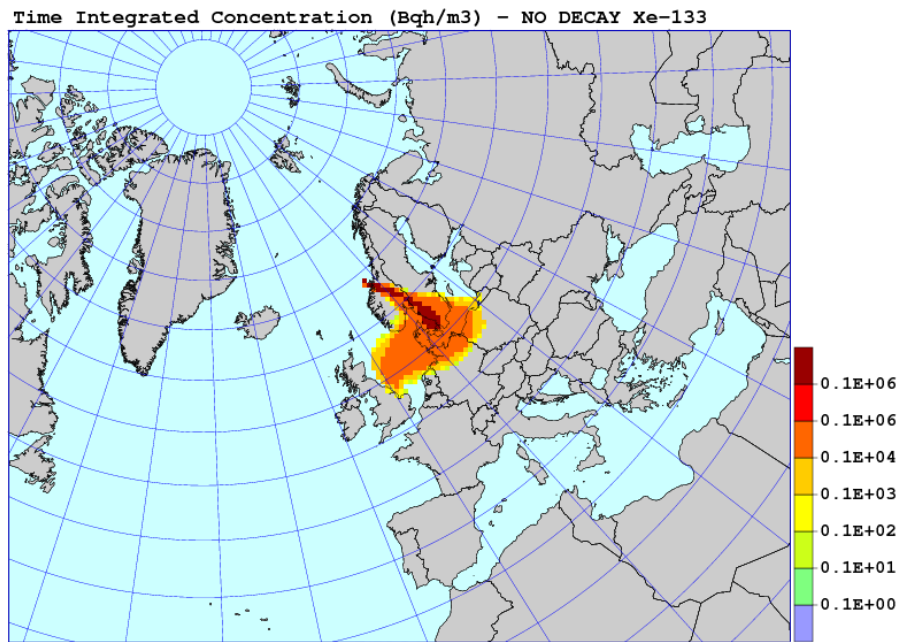 Time Integrated Concentration (Bqh/m3) - NO DECAY Xe-133
0.1E+06
0.1E+06
0.1E+04
0.1E+03
0.1E+02
0.1E+01
0.1E+00